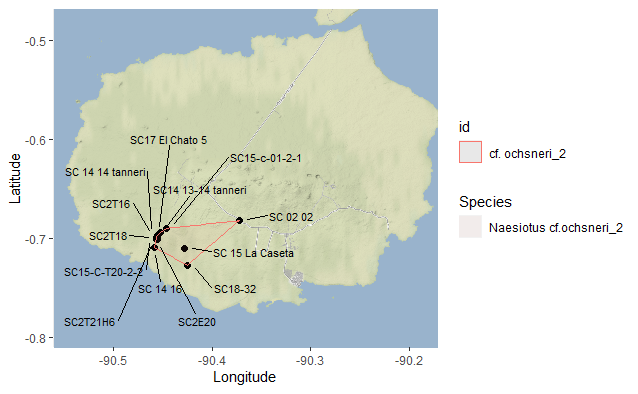 -0.5
-0.6
-0.7
-0.8
Latitude
SC17 El Chato 5
SC15-c-01-2-1
SC 14 14 tanneri
SC14 13-14 tanneri
SC2T16
SC 02 02
SC2T18
SC 15 La Caseta
SC15-C-T20-2-2
SC 14 16
SC18-32
SC2T21H6
SC2E20
-90.5
-90.4
-90.3
-90.2
Longitude
id
cf. ochsneri_2
Species
Naesiotus cf.ochsneri_2